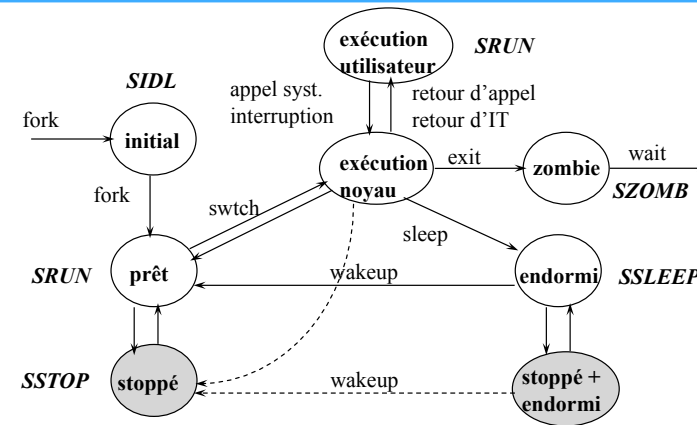 exécution
utilisateur
SRUN
SIDL
appel syst.
interruption
retour d'appel
retour d'IT
fork
initial
exécution
noyau
exit
zombie
wait
SZOMB
fork
swtch
sleep
SRUN
prêt
wakeup
endormi
SSLEEP
SSTOP
stoppé
wakeup
stoppé +
endormi